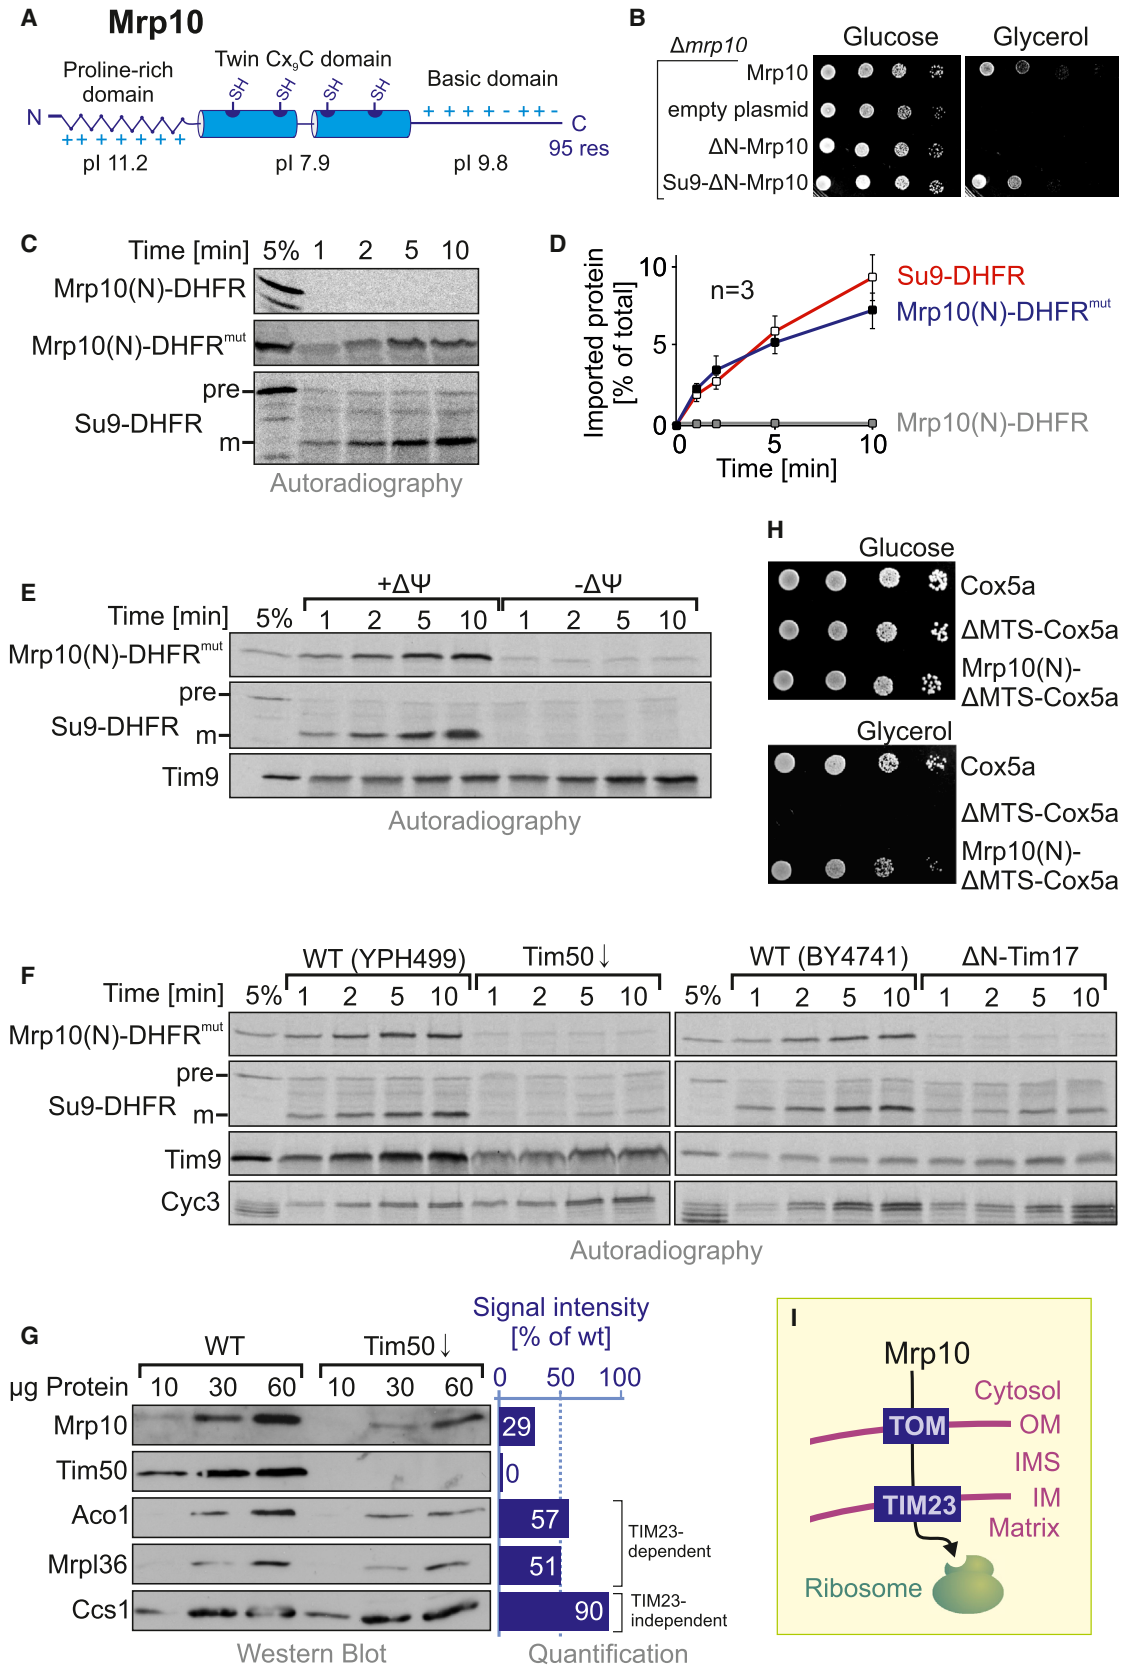 A
Mrp10
Proline-rich
domain
Twin Cx9C domain
Basic domain
-SH
-SH
-SH
-SH
N
+ + + + - + + -
C
+ + + + + + +
95 res
pI 11.2
pI 7.9
pI 9.8
B
Δmrp10
Glucose
Glycerol
Mrp10
empty plasmid
ΔN-Mrp10
Su9-ΔN-Mrp10
C
Time [min] 5% 1 2 5 10
Mrp10(N)-DHFR
Mrp10(N)-DHFRmut
pre
Su9-DHFR
m
Autoradiography
D
Imported protein
[% of total]
10
5
0
n=3
Su9-DHFR
Mrp10(N)-DHFRmut
Mrp10(N)-DHFR
0 5 10
Time [min]
E
+ΔΨ
-ΔΨ
Time [min] 5% 1 2 5 10 1 2 5 10
Mrp10(N)-DHFRmut
pre
Su9-DHFR
m
Tim9
Autoradiography
H
Glucose
Cox5a
ΔMTS-Cox5a
Mrp10(N)-
ΔMTS-Cox5a
Glycerol
Cox5a
ΔMTS-Cox5a
Mrp10(N)-
ΔMTS-Cox5a
F
WT (YPH499)
Tim50↓
WT (BY4741)
ΔN-Tim17
Time [min] 5% 1 2 5 10 1 2 5 10 5% 1 2 5 10 1 2 5 10
Mrp10(N)-DHFRmut
pre
Su9-DHFR
m
Tim9
Cyc3
Autoradiography
G
WT
Tim50↓
Signal intensity
[% of wt]
µg Protein 10 30 60 10 30 60
0 50 100
Mrp10
29
Tim50
0
Aco1
57
Mrpl36
51
TIM23-
dependent
Ccs1
90
TIM23-
independent
Western Blot
Quantification
I
Mrp10
Cytosol
TOM
OM
IMS
TIM23
IM
Matrix
Ribosome